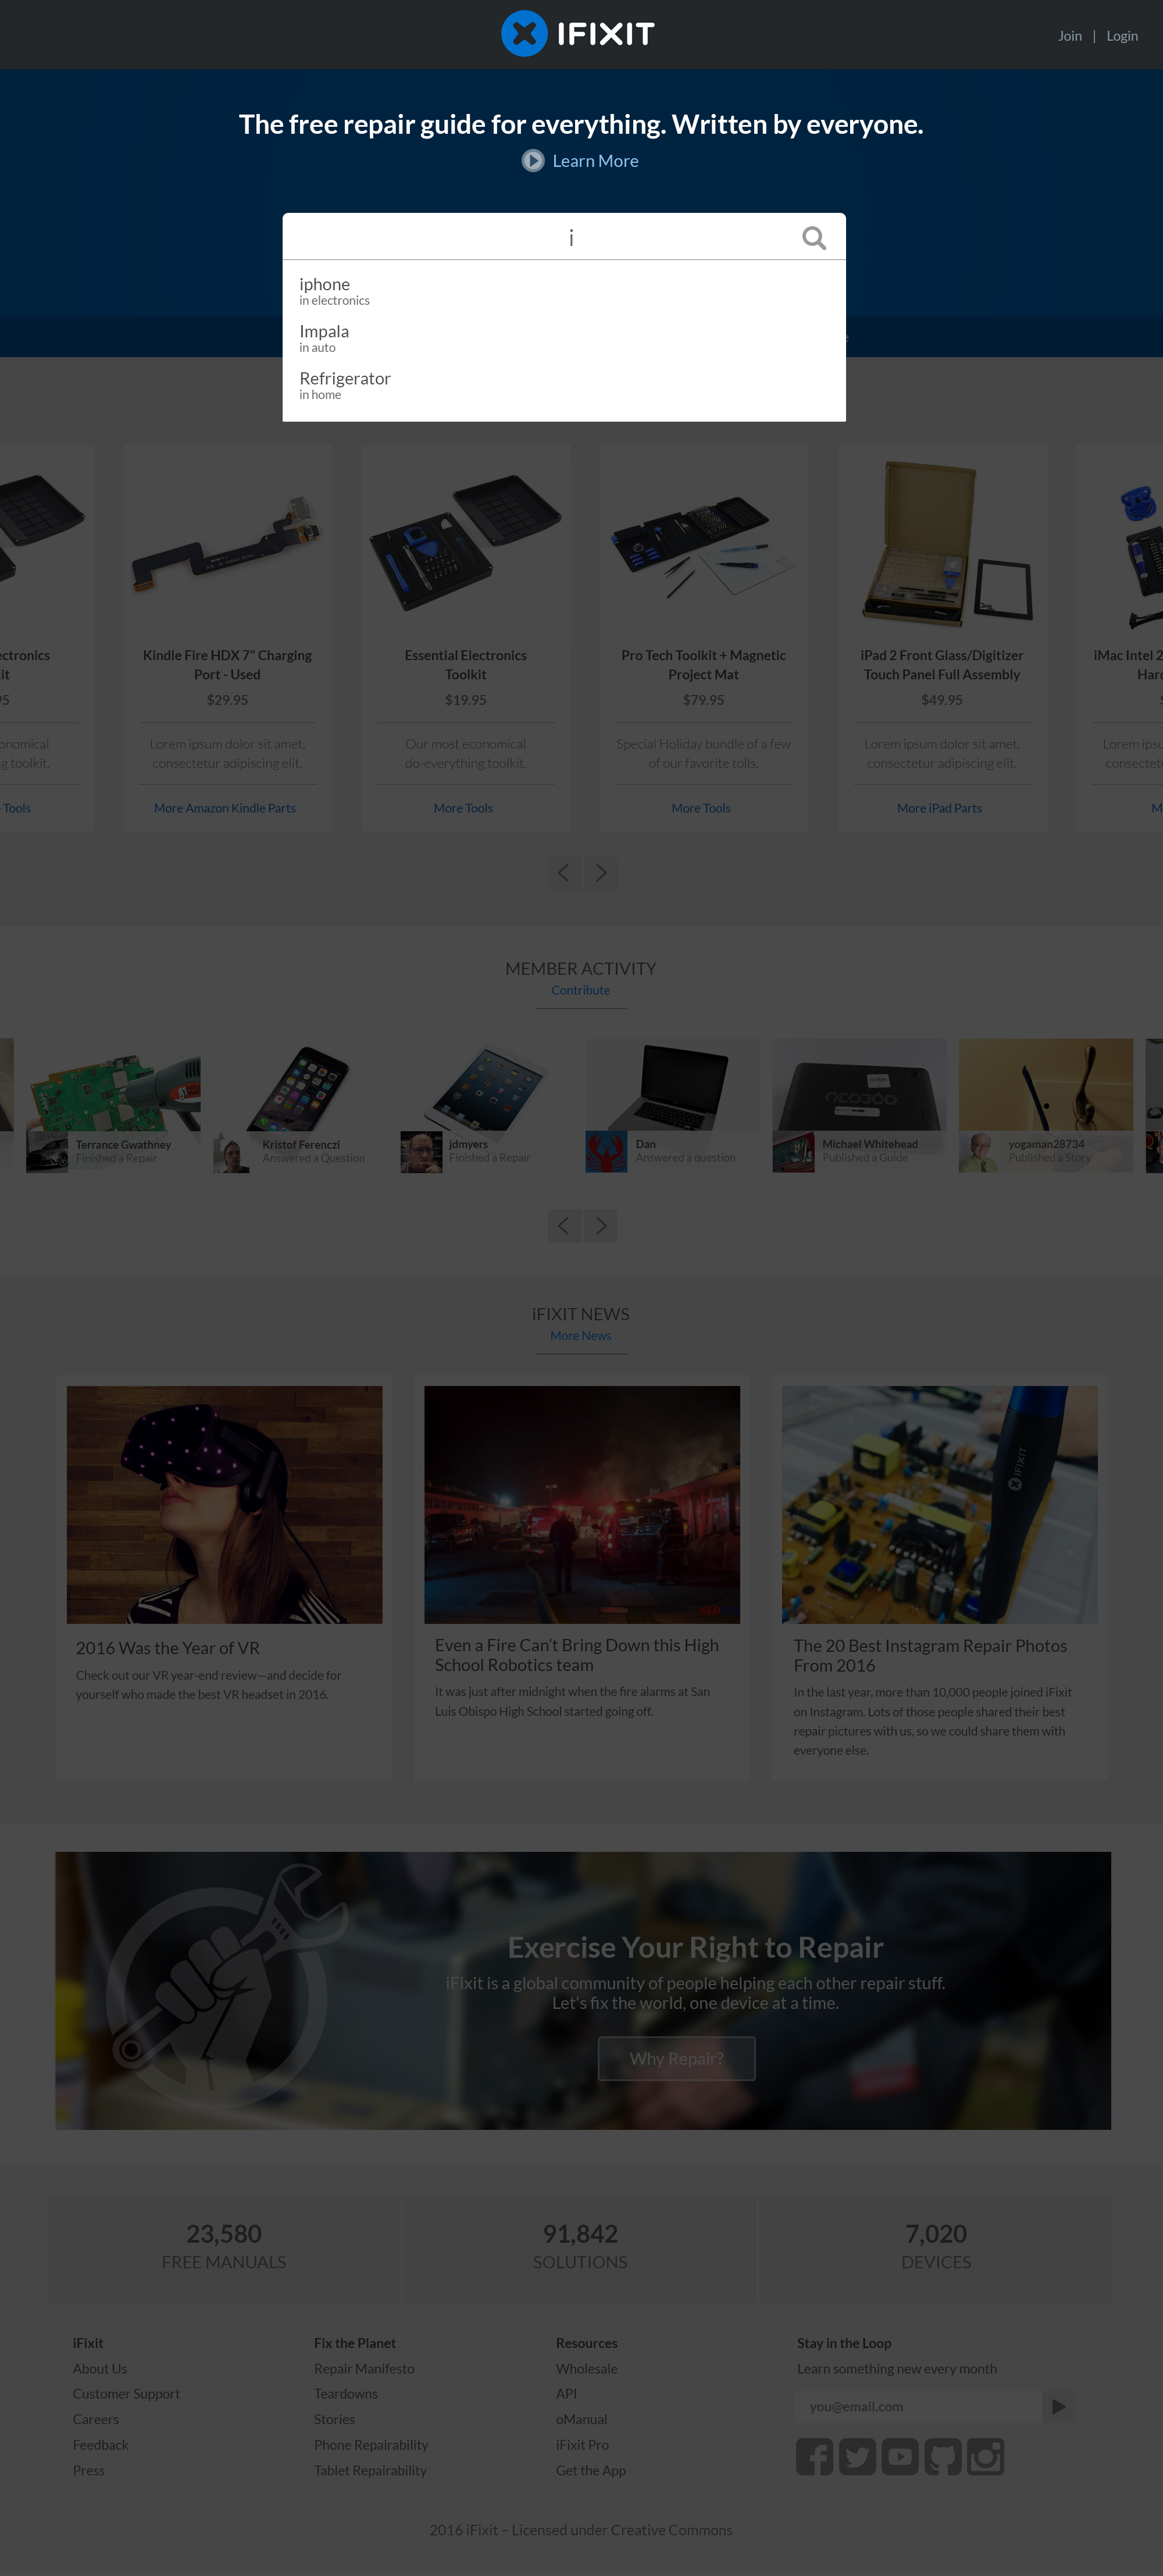 IFIXIT
Join | Login
The free repair guide for everything. Written by everyone.
Learn More
i
iphone
in electronics
Impala
in auto
Refrigerator
in home
Kindle Fire HDX 7" Charging
Port - Used
$29.95
Lorem ipsum dolor sit amet,
consectetur adipiscing elit.
More Amazon Kindle Parts
Essential Electronics
Toolkit
$19.95
Our most economical
do-everything toolkit.
More Tools
Pro Tech Toolkit + Magnetic
Project Mat
$79.95
Special Holiday bundle of a few
of our favorite tolls.
More Tools
iPad 2 Front Glass/Digitizer
Touch Panel Full Assembly
$49.95
Lorem ipsum dolor sit amet,
consectetur adipiscing elit.
More iPad Parts
iMac Intel 2
Tools
MEMBER ACTIVITY
Contribute
Terrance Gwathney
Finished a Repair
Kristof Ferenczi
Answered a Question
jdmyers
Finished a Repair
Dan
Answered a question
Michael Whitehead
Published a Guide
yogaman28734
Published a Story
iFIXIT NEWS
More News
IFIXIT
2016 Was the Year of VR
Check out our VR year-end review—and decide for
yourself who made the best VR headset in 2016.
Even a Fire Can't Bring Down this High
School Robotics team
It was just after midnight when the fire alarms at San
Luis Obispo High School started going off.
The 20 Best Instagram Repair Photos
From 2016
In the last year, more than 10,000 people joined iFixit
on Instagram. Lots of those people shared their best
repair pictures with us, so we could share them with
everyone else.
Exercise Your Right to Repair
iFixit is a global community of people helping each other repair stuff.
Let's fix the world, one device at a time.
Why Repair?
23,580
FREE MANUALS
91,842
SOLUTIONS
7,020
DEVICES
iFixit
About Us
Customer Support
Careers
Feedback
Press
Fix the Planet
Repair Manifesto
Teardowns
Stories
Phone Repairability
Tablet Repairability
Resources
Wholesale
API
oManual
iFixit Pro
Get the App
Stay in the Loop
Learn something new every month
you@email.com
2016 iFixit – Licensed under Creative Commons